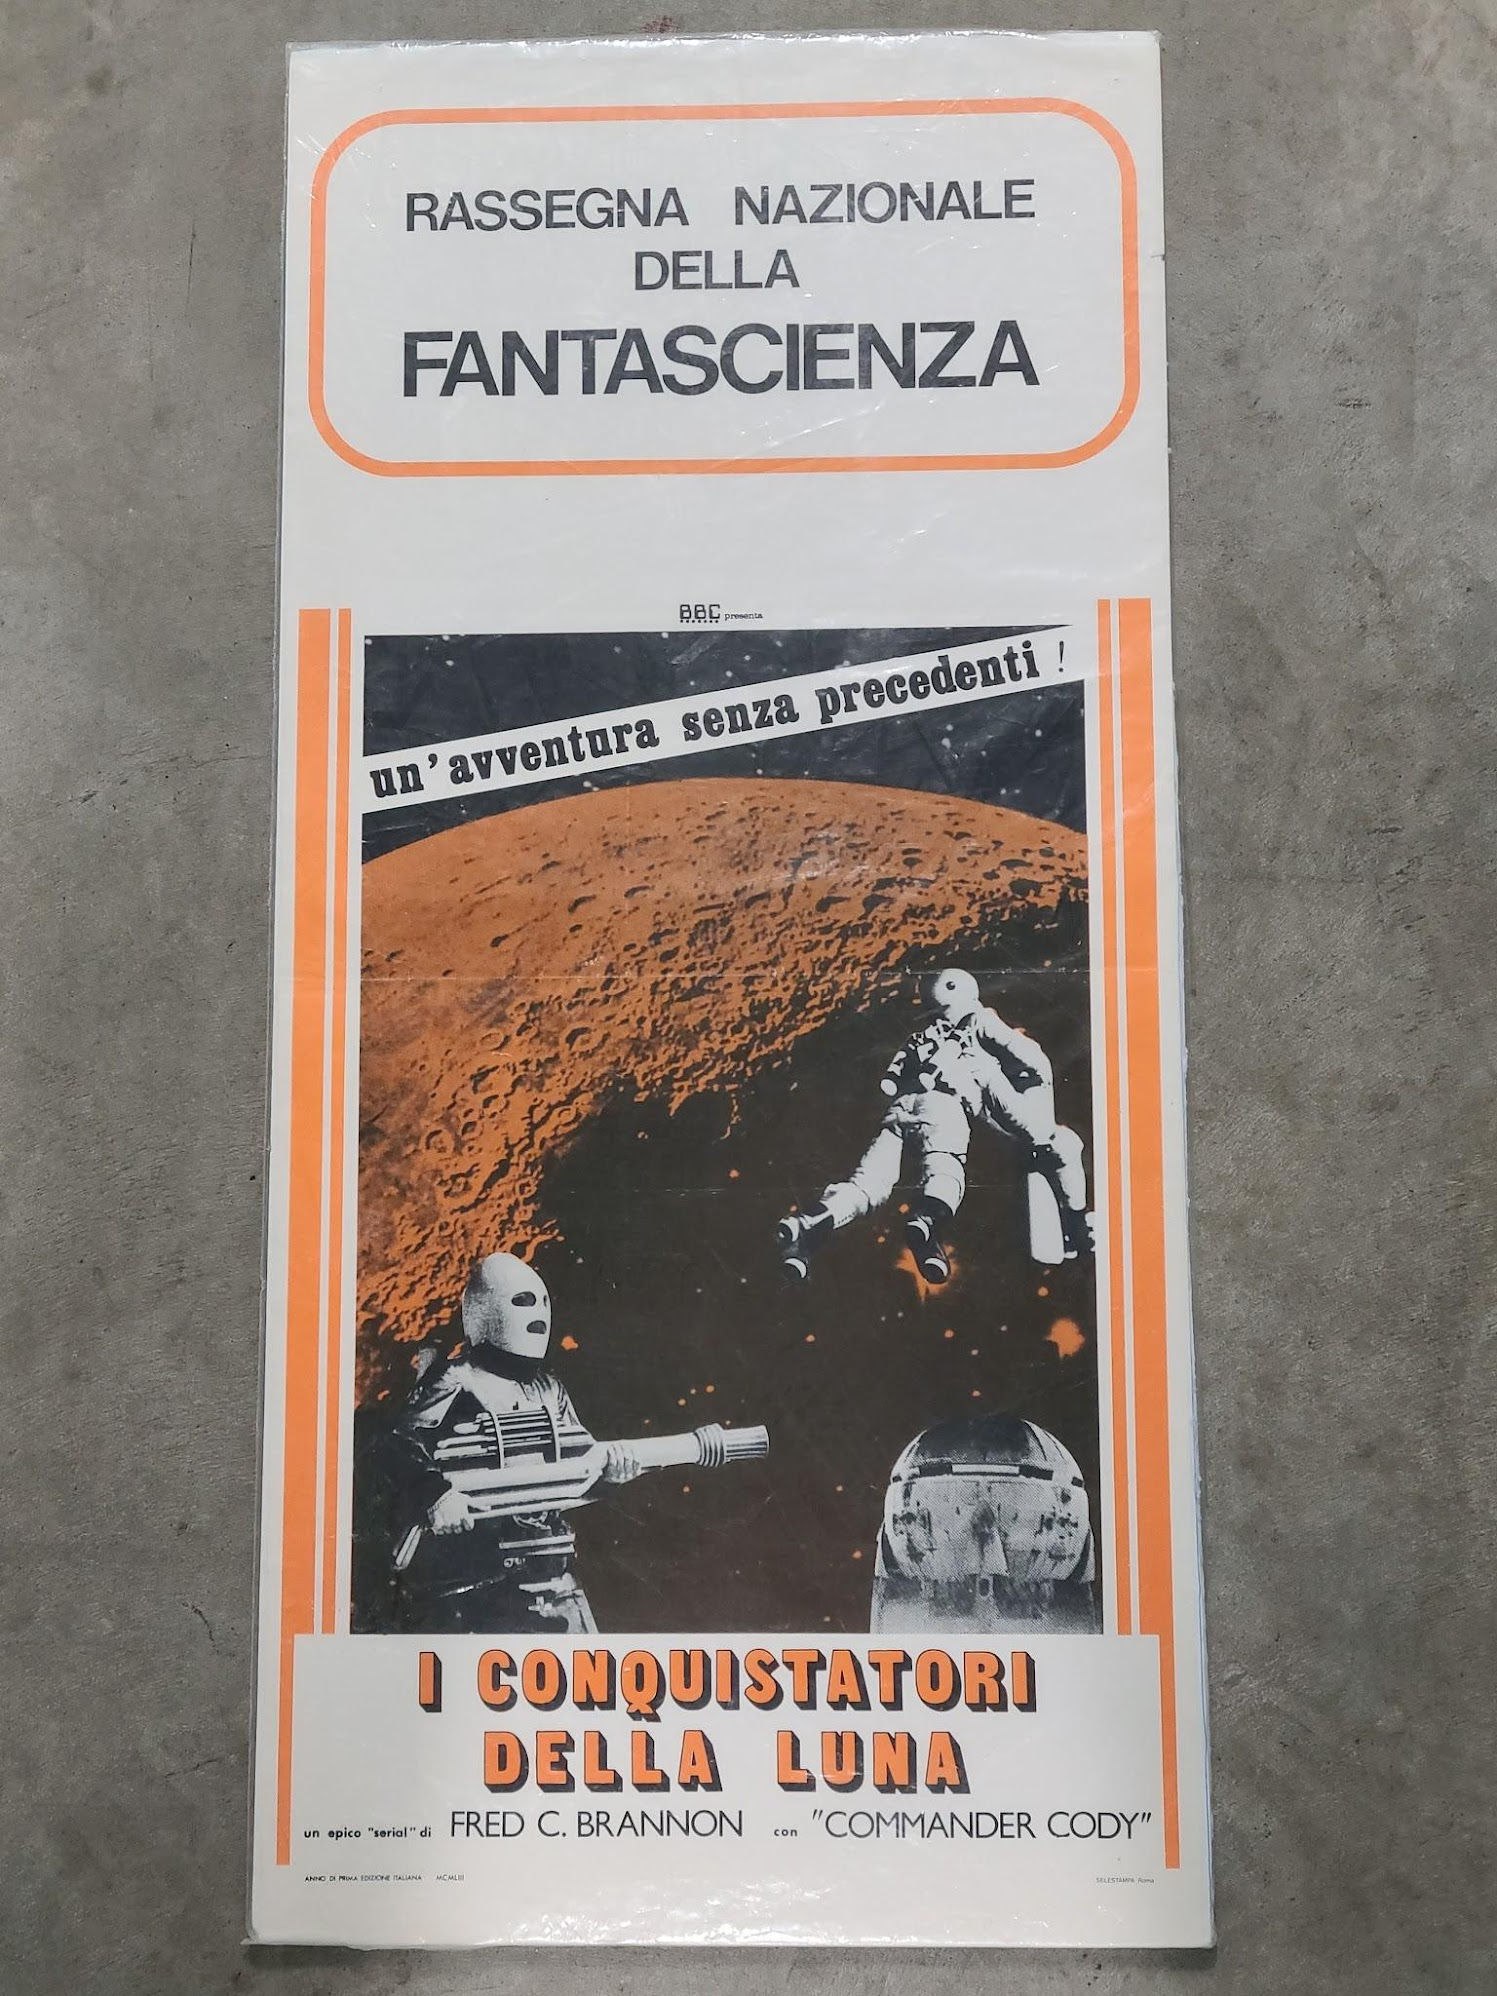 RASSEGNA NAZIONALE
DELLA
FANTASCIENZA
BBC presenta
un'avventura senza precedenti !
I CONQUISTATORI
DELLA LUNA
un epico "serial" di FRED C. BRANNON con "COMMANDER CODY"
ANNO DI PRIMA EDIZIONE ITALIANA MCMLIII
SELESTAMPA Roma